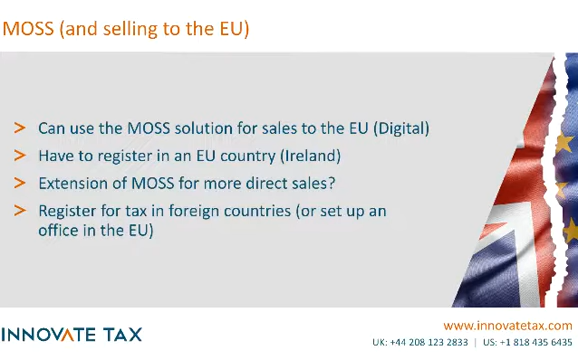 MOSS (and selling to the EU)
> Can use the MOSS solution for sales to the EU (Digital)
> Have to register in an EU country (Ireland)
> Extension of MOSS for more direct sales?
> Register for tax in foreign countries (or set up an
office in the EU)
INNOVATE TAX
www.innovatetax.com
UK: +44 208 123 2833 | US: +1 818 435 6435